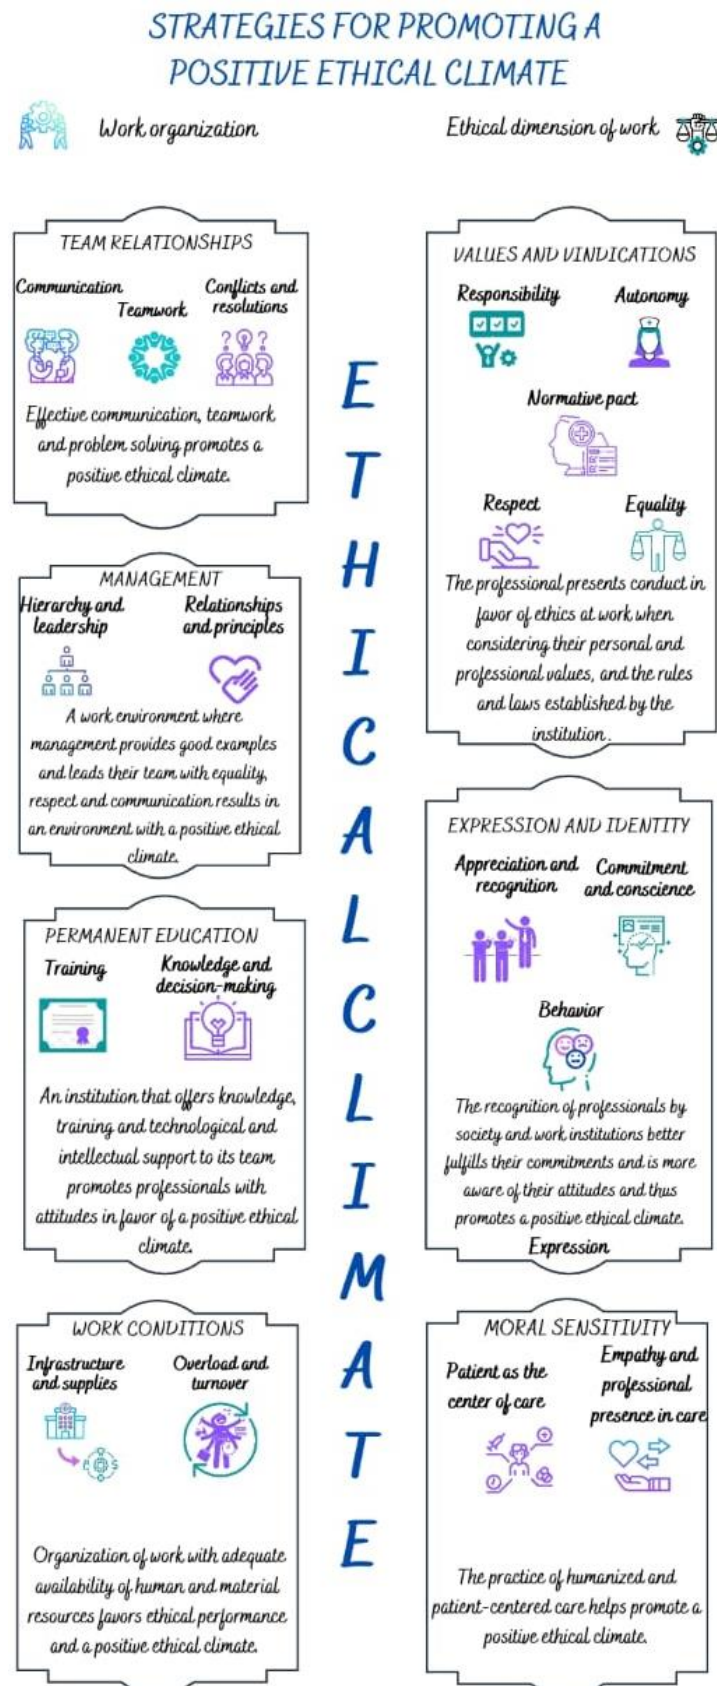 STRATEGIES FOR PROMOTING A
POSITIVE ETHICAL CLIMATE
Work organization
Ethical dimension of work
TEAM RELATIONSHIPS
Communication
Teamwork
Conflicts and
resolutions
Effective communication, teamwork
and problem solving promotes a
positive ethical climate.
MANAGEMENT
Hierarchy and
leadership
Relationships
and principles
A work environment where
management provides good examples
and leads their team with equality,
respect and communication results in
an environment with a positive ethical
climate.
PERMANENT EDUCATION
Training
Knowledge and
decision-making
An institution that offers knowledge,
training and technological and
intellectual support to its team
promotes professionals with
attitudes in favor of a positive ethical
climate.
WORK CONDITIONS
Infrastructure
and supplies
Overload and
turnover
Organization of work with adequate
availability of human and material
resources favors ethical performance
and a positive ethical climate.
E
T
H
I
C
A
L
C
L
I
M
A
T
E
VALUES AND VINDICATIONS
Responsibility
Autonomy
Normative pact
Respect
Equality
The professional presents conduct in
favor of ethics at work when
considering their personal and
professional values, and the rules
and laws established by the
institution.
EXPRESSION AND IDENTITY
Appreciation and
recognition
Commitment
and conscience
Behavior
The recognition of professionals by
society and work institutions better
fulfills their commitments and is more
aware of their attitudes and thus
promotes a positive ethical climate.
Expression
MORAL SENSITIVITY
Patient as the
center of care
Empathy and
professional
presence in care
The practice of humanized and
patient-centered care helps promote a
positive ethical climate.